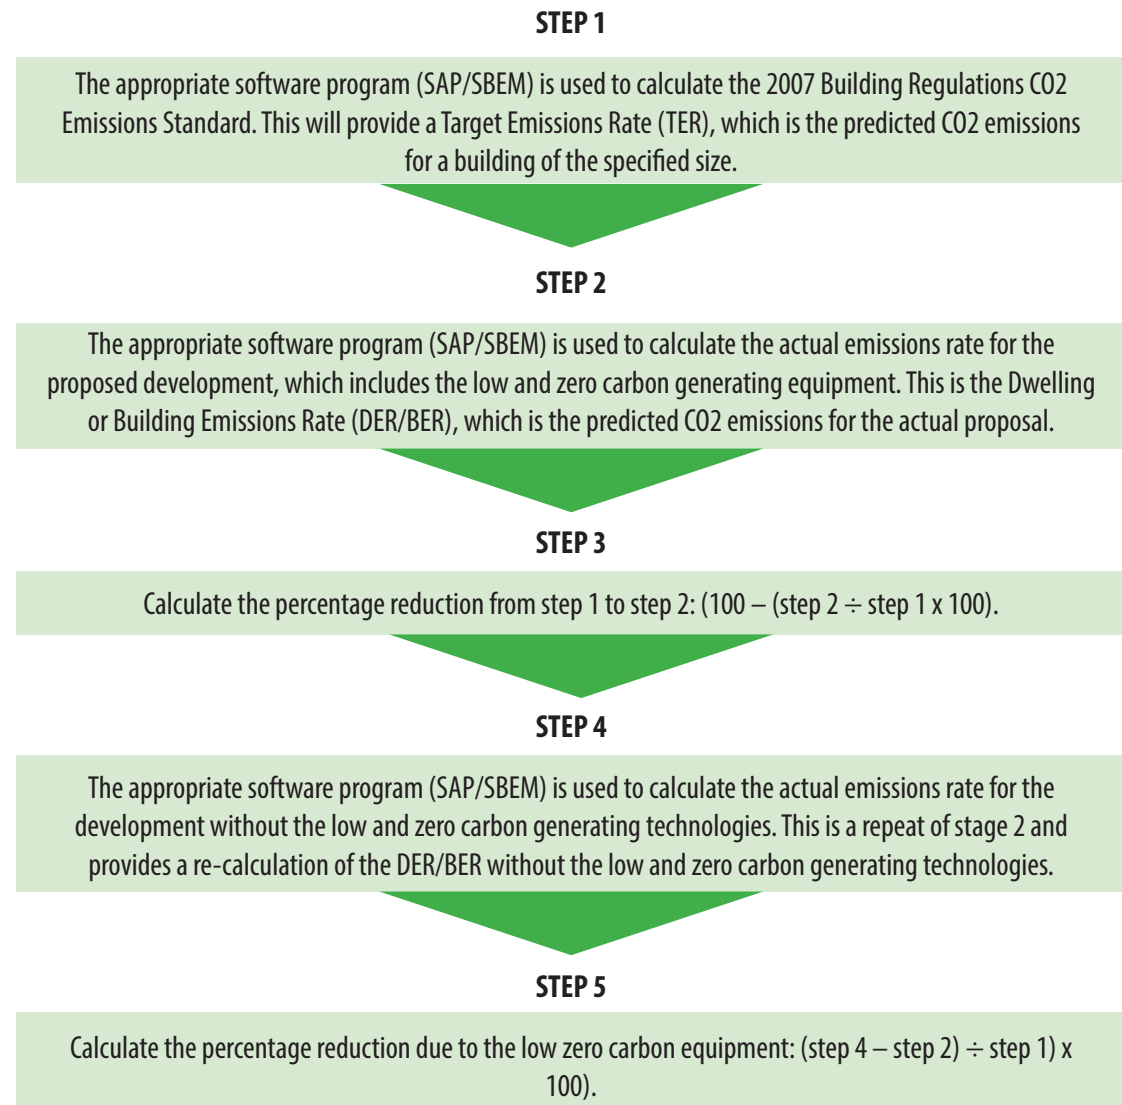 STEP 1
The appropriate software program (SAP/SBEM) is used to calculate the 2007 Building Regulations CO2
Emissions Standard. This will provide a Target Emissions Rate (TER), which is the predicted CO2 emissions
for a building of the specified size.
STEP 2
The appropriate software program (SAP/SBEM) is used to calculate the actual emissions rate for the
proposed development, which includes the low and zero carbon generating equipment. This is the Dwelling
or Building Emissions Rate (DER/BER), which is the predicted CO2 emissions for the actual proposal.
STEP 3
Calculate the percentage reduction from step 1 to step 2: (100 – (step 2 ÷ step 1 x 100).
STEP 4
The appropriate software program (SAP/SBEM) is used to calculate the actual emissions rate for the
development without the low and zero carbon generating technologies. This is a repeat of stage 2 and
provides a re-calculation of the DER/BER without the low and zero carbon generating technologies.
STEP 5
Calculate the percentage reduction due to the low zero carbon equipment: (step 4 – step 2) ÷ step 1) x
100).